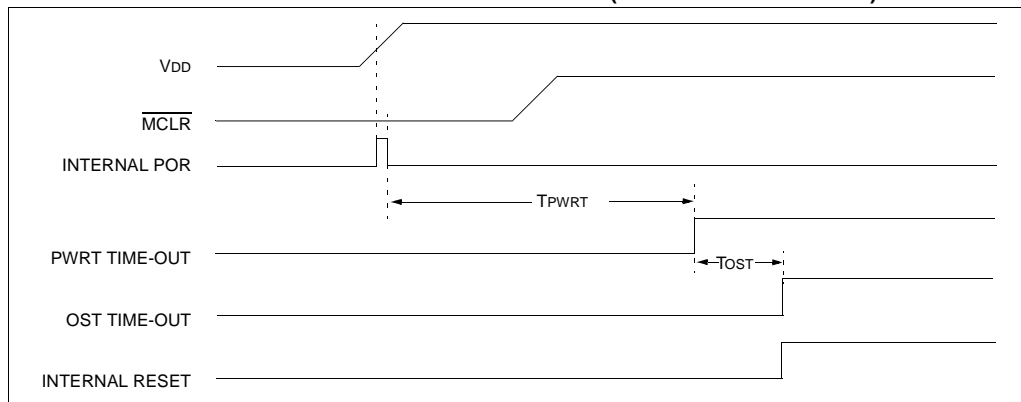 VDD
MCLR
INTERNAL POR
TPWRT
PWRT TIME-OUT
TOST
OST TIME-OUT
INTERNAL RESET